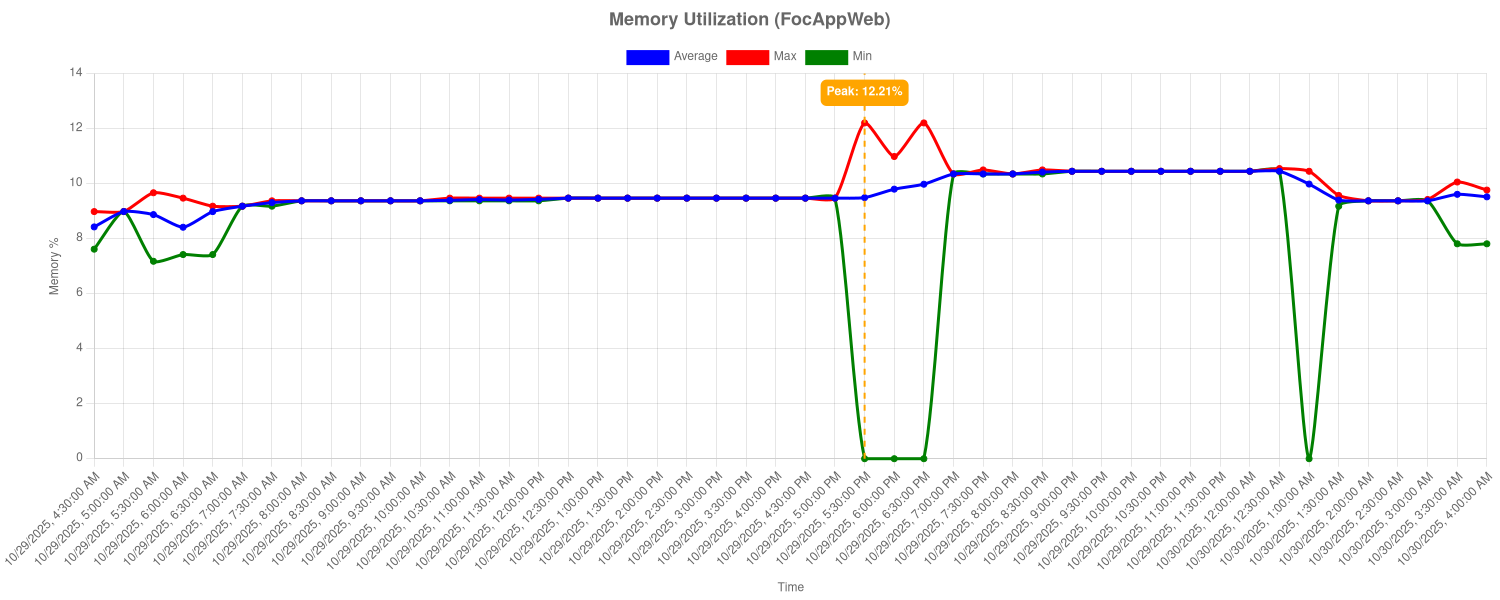 Memory Utilization (FocAppWeb)
Average Max Min
Peak: 12.21%
14
12
10
8
6
4
2
0
Memory %
10/29/2025, 4:30:00 AM
10/29/2025, 5:00:00 AM
10/29/2025, 5:30:00 AM
10/29/2025, 6:00:00 AM
10/29/2025, 6:30:00 AM
10/29/2025, 7:00:00 AM
10/29/2025, 7:30:00 AM
10/29/2025, 8:00:00 AM
10/29/2025, 8:30:00 AM
10/29/2025, 9:00:00 AM
10/29/2025, 9:30:00 AM
10/29/2025, 10:00:00 AM
10/29/2025, 10:30:00 AM
10/29/2025, 11:00:00 AM
10/29/2025, 11:30:00 AM
10/29/2025, 12:00:00 PM
10/29/2025, 12:30:00 PM
10/29/2025, 1:00:00 PM
10/29/2025, 1:30:00 PM
10/29/2025, 2:00:00 PM
10/29/2025, 2:30:00 PM
10/29/2025, 3:00:00 PM
10/29/2025, 3:30:00 PM
10/29/2025, 4:00:00 PM
10/29/2025, 4:30:00 PM
10/29/2025, 5:00:00 PM
10/29/2025, 5:30:00 PM
10/29/2025, 6:00:00 PM
10/29/2025, 6:30:00 PM
10/29/2025, 7:00:00 PM
10/29/2025, 7:30:00 PM
10/29/2025, 8:00:00 PM
10/29/2025, 8:30:00 PM
10/29/2025, 9:00:00 PM
10/29/2025, 9:30:00 PM
10/29/2025, 10:00:00 PM
10/29/2025, 10:30:00 PM
10/29/2025, 11:00:00 PM
10/29/2025, 11:30:00 PM
10/30/2025, 12:00:00 AM
10/30/2025, 12:30:00 AM
10/30/2025, 1:00:00 AM
10/30/2025, 1:30:00 AM
10/30/2025, 2:00:00 AM
10/30/2025, 2:30:00 AM
10/30/2025, 3:00:00 AM
10/30/2025, 3:30:00 AM
10/30/2025, 4:00:00 AM
Time